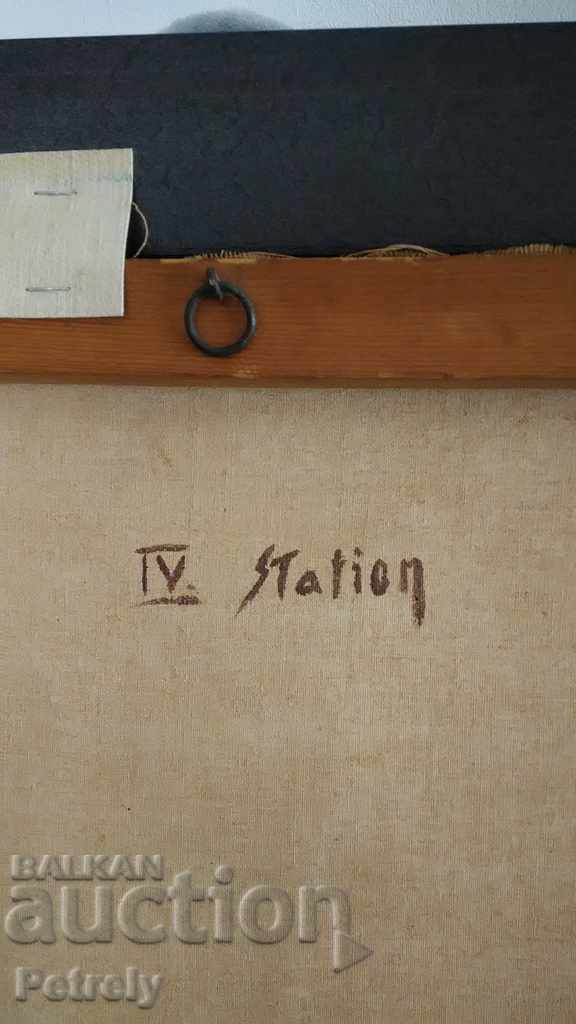 IV. Station
BALKAN
auction
Petrely